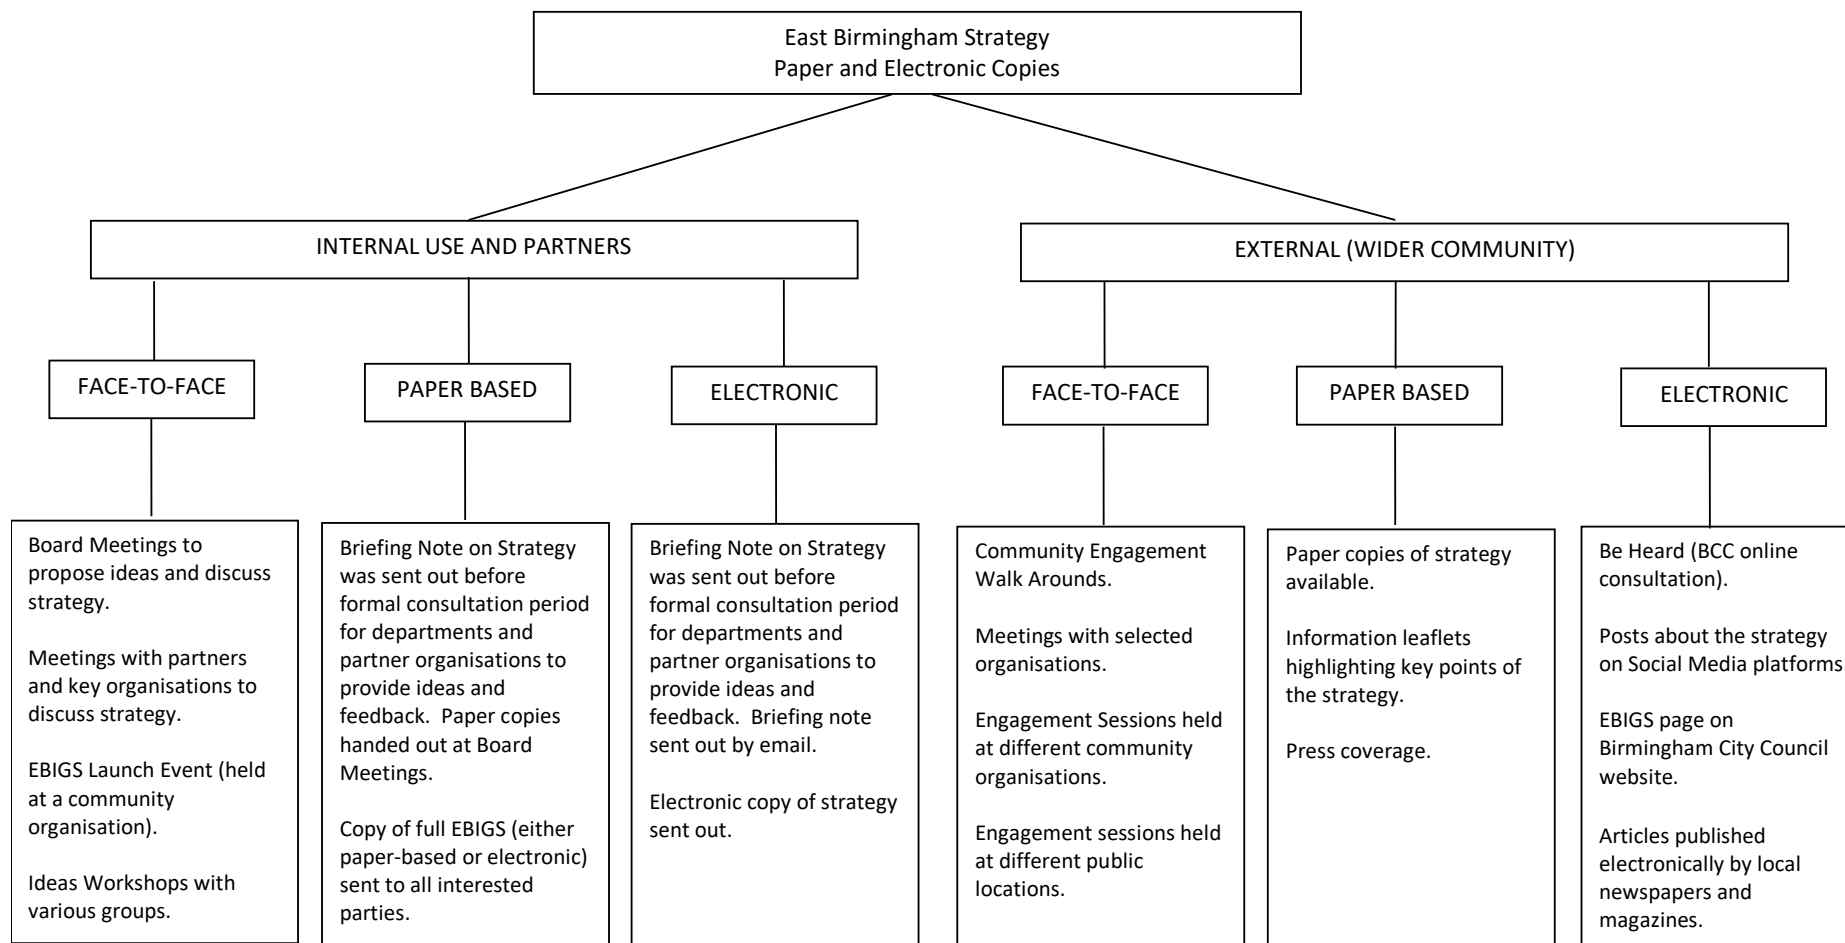 East Birmingham Strategy
Paper and Electronic Copies
INTERNAL USE AND PARTNERS
EXTERNAL (WIDER COMMUNITY)
FACE-TO-FACE
PAPER BASED
ELECTRONIC
FACE-TO-FACE
PAPER BASED
ELECTRONIC
Board Meetings to
propose ideas and discuss
strategy.
Meetings with partners
and key organisations to
discuss strategy.
EBIGS Launch Event (held
at a community
organisation).
Ideas Workshops with
various groups.
Briefing Note on Strategy
was sent out before
formal consultation period
for departments and
partner organisations to
provide ideas and
feedback.  Paper copies
handed out at Board
Meetings.
Copy of full EBIGS (either
paper-based or electronic)
sent to all interested
parties.
Briefing Note on Strategy
was sent out before
formal consultation period
for departments and
partner organisations to
provide ideas and
feedback.  Briefing note
sent out by email.
Electronic copy of strategy
sent out.
Community Engagement
Walk Arounds.
Meetings with selected
organisations.
Engagement Sessions held
at different community
organisations.
Engagement sessions held
at different public
locations.
Paper copies of strategy
available.
Information leaflets
highlighting key points of
the strategy.
Press coverage.
Be Heard (BCC online
consultation).
Posts about the strategy
on Social Media platforms
EBIGS page on
Birmingham City Council
website.
Articles published
electronically by local
newspapers and
magazines.